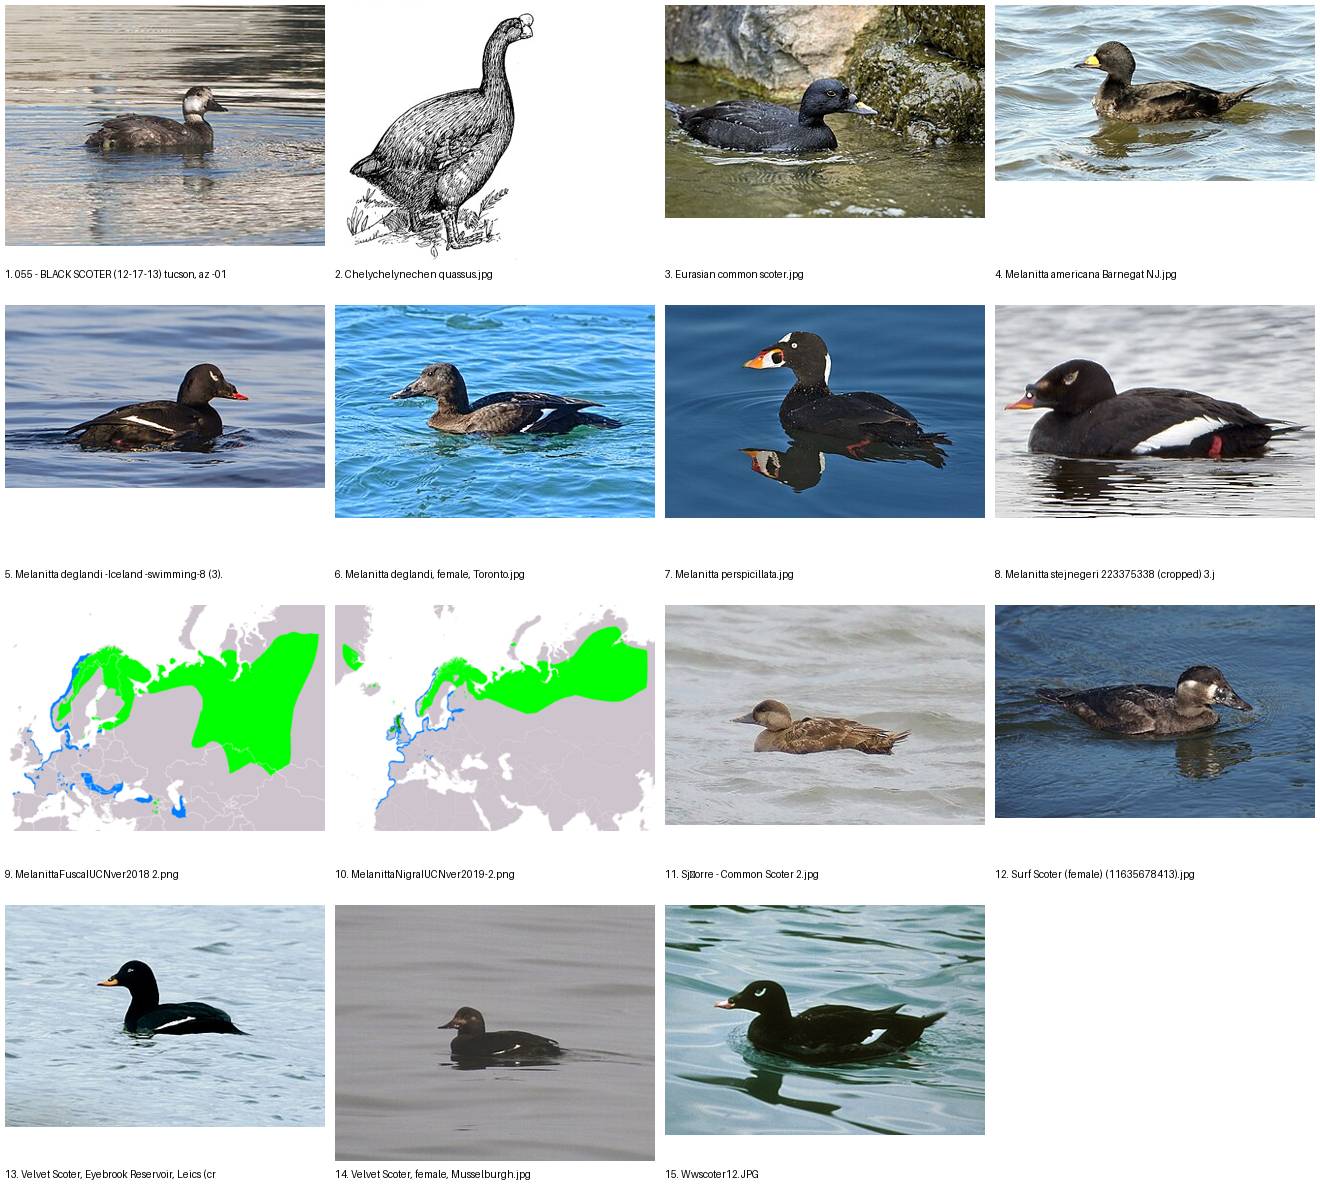 1. 055 - BLACK SCOTER (12-17-13) tucson, az -01
2. Chelychelynechen quassus.jpg
3. Eurasian common scoter.jpg
4. Melanitta americana Barnegat NJ.jpg
5. Melanitta deglandi -Iceland -swimming-8 (3).
6. Melanitta deglandi, female, Toronto.jpg
7. Melanitta perspicillata.jpg
8. Melanitta stejnegeri 223375338 (cropped) 3.j
9. MelanittaFuscaIUCNver2018 2.png
10. MelanittaNigraIUCNver2019-2.png
11. Sj▯orre - Common Scoter 2.jpg
12. Surf Scoter (female) (11635678413).jpg
13. Velvet Scoter, Eyebrook Reservoir, Leics (cr
14. Velvet Scoter, female, Musselburgh.jpg
15. Wwscoter12.JPG